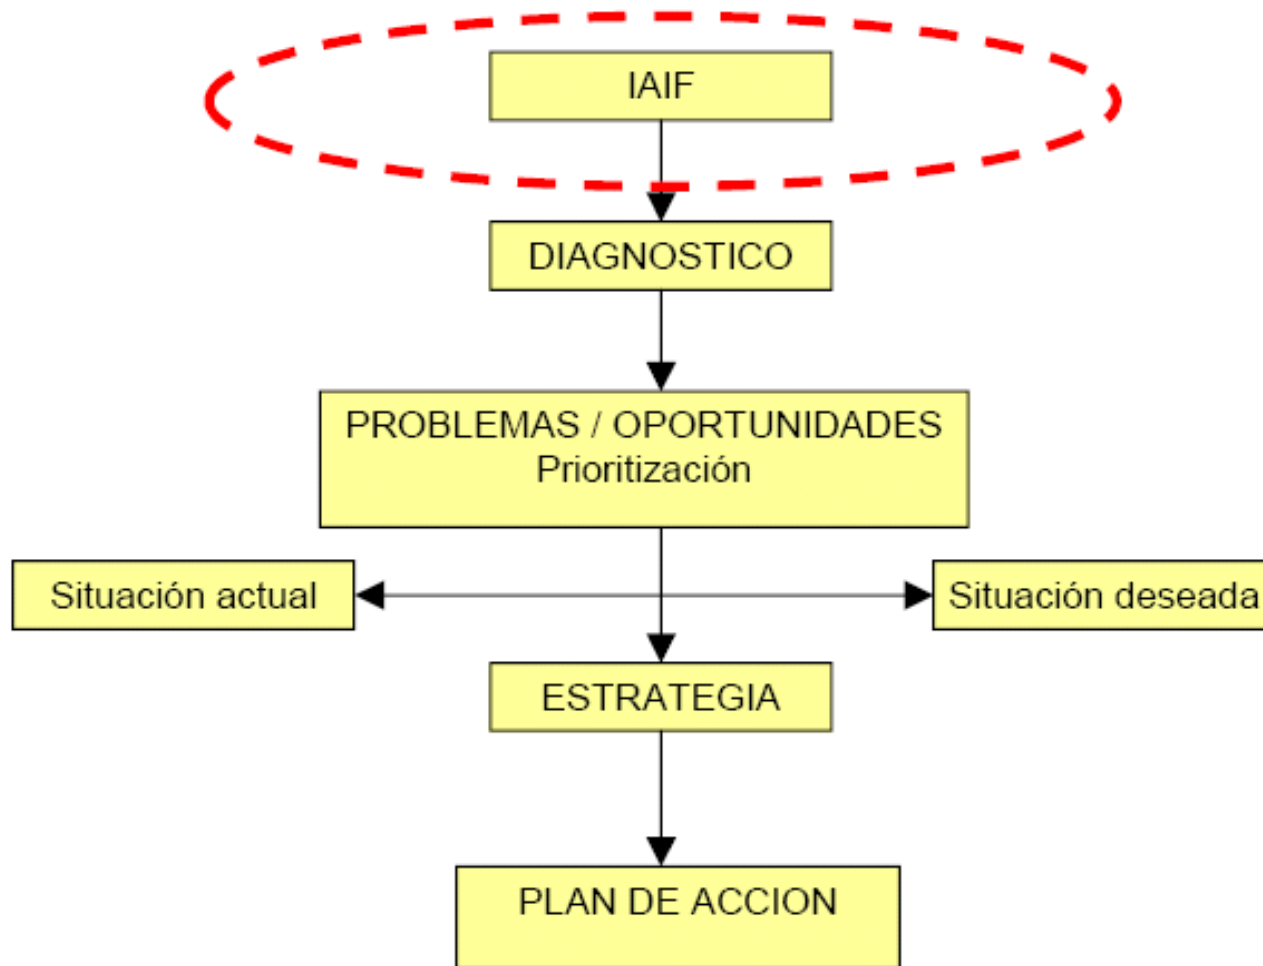 IAIF
DIAGNOSTICO
PROBLEMAS / OPORTUNIDADES
Prioritización
Situación actual
Situación deseada
ESTRATEGIA
PLAN DE ACCION